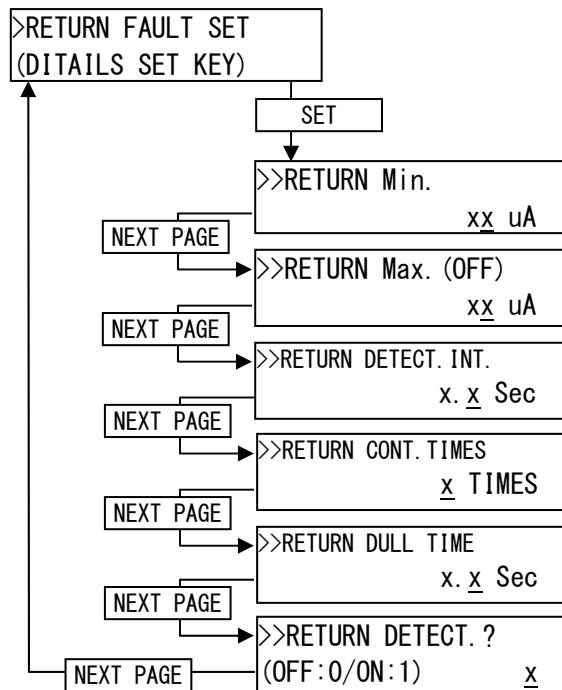 >RETURN FAULT SET
(DITAILS SET KEY)
SET
>>RETURN Min.
xx uA
NEXT PAGE
>>RETURN Max.(OFF)
xx uA
NEXT PAGE
>>RETURN DETECT.INT.
x.x Sec
NEXT PAGE
>>RETURN CONT.TIMES
x TIMES
NEXT PAGE
>>RETURN DULL TIME
x.x Sec
NEXT PAGE
>>RETURN DETECT.?
(OFF:0/ON:1) x
NEXT PAGE